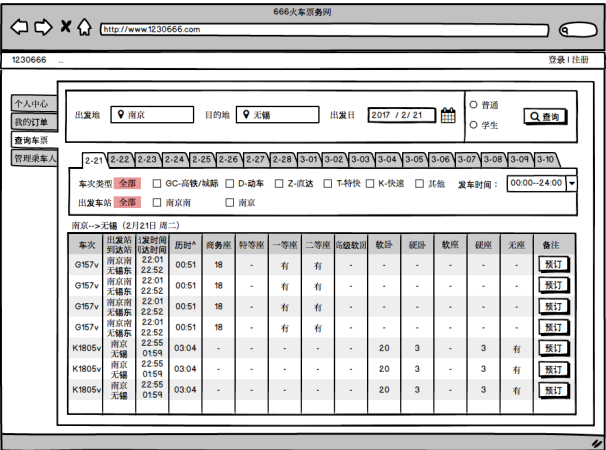 666火车票务网
http://www.1230666.com
1230666 ...
登录 | 注册
个人中心
我的订单
查询车票
管理乘车人
出发地 南京 目的地 无锡 出发日 2017 / 2/ 21
普通
学生
查询
2-21 2-22 2-23 2-24 2-25 2-26 2-27 2-28 3-01 3-02 3-03 3-04 3-05 3-06 3-07 3-08 3-09 3-10
车次类型 全部 GC-高铁/城际 D-动车 Z-直达 T-特快 K-快速 其他 发车时间： 00:00--24:00
出发车站 全部 南京南 南京
南京-->无锡（2月21日 周二）
车次 出发站 出发时间 历时^ 商务座 特等座 一等座 二等座 高级软卧 软卧 硬卧 软座 硬座 无座 备注
到达站 到达时间
G157v 南京南 22:01 00:51 18 - 有 有 - - - - - - 预订
无锡东 22:52
G157v 南京南 22:01 00:51 18 - 有 有 - - - - - - 预订
无锡东 22:52
G157v 南京南 22:01 00:51 18 - 有 有 - - - - - - 预订
无锡东 22:52
G157v 南京南 22:01 00:51 18 - 有 有 - - - - - - 预订
无锡东 22:52
K1805v 南京 22:55 03:04 - - - - - 20 3 - 3 有 预订
无锡 01:59
K1805v 南京 22:55 03:04 - - - - - 20 3 - 3 有 预订
无锡 01:59
K1805v 南京 22:55 03:04 - - - - - 20 3 - 3 有 预订
无锡 01:59